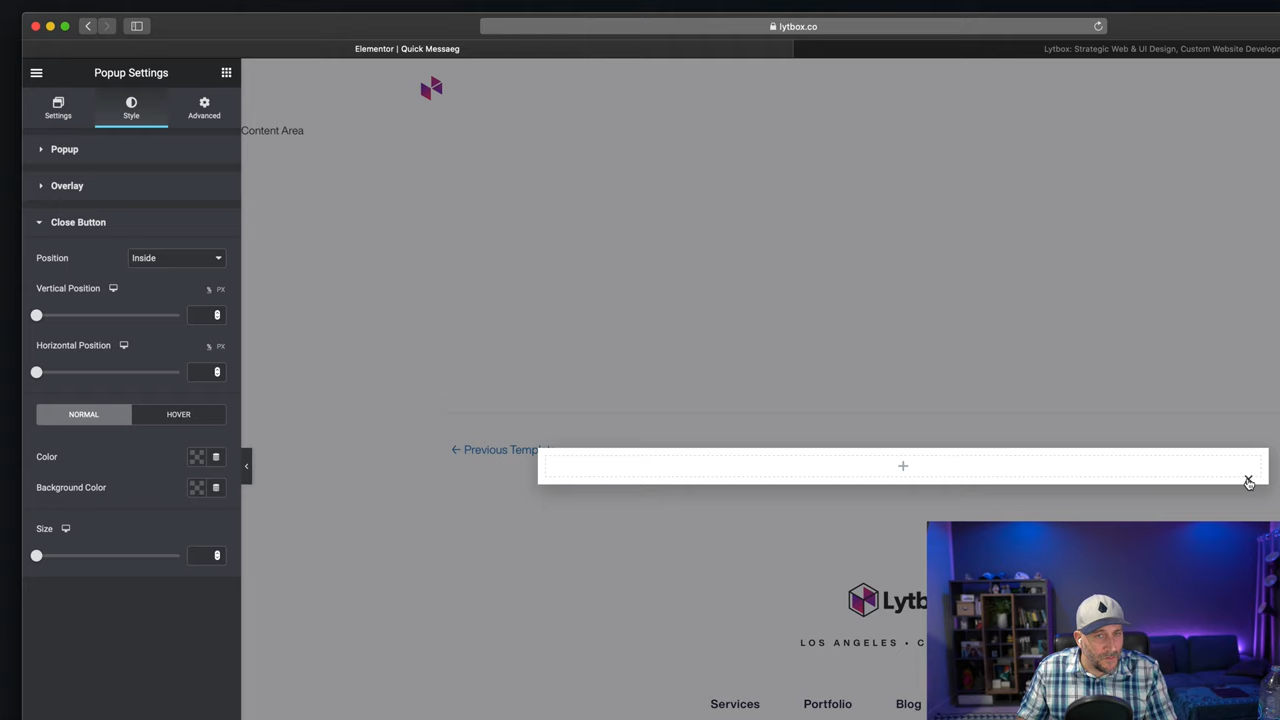 lytbox.co
Elementor | Quick Messaeg
Lytbox: Strategic Web & UI Design, Custom Website Develop
Popup Settings
Settings
Style
Advanced
Content Area
Popup
Overlay
Close Button
Position
Inside
Vertical Position
% PX
Horizontal Position
% PX
NORMAL
HOVER
Color
← Previous Temp
Background Color
Size
Lytb
LOS ANGELES • C
Services
Portfolio
Blog